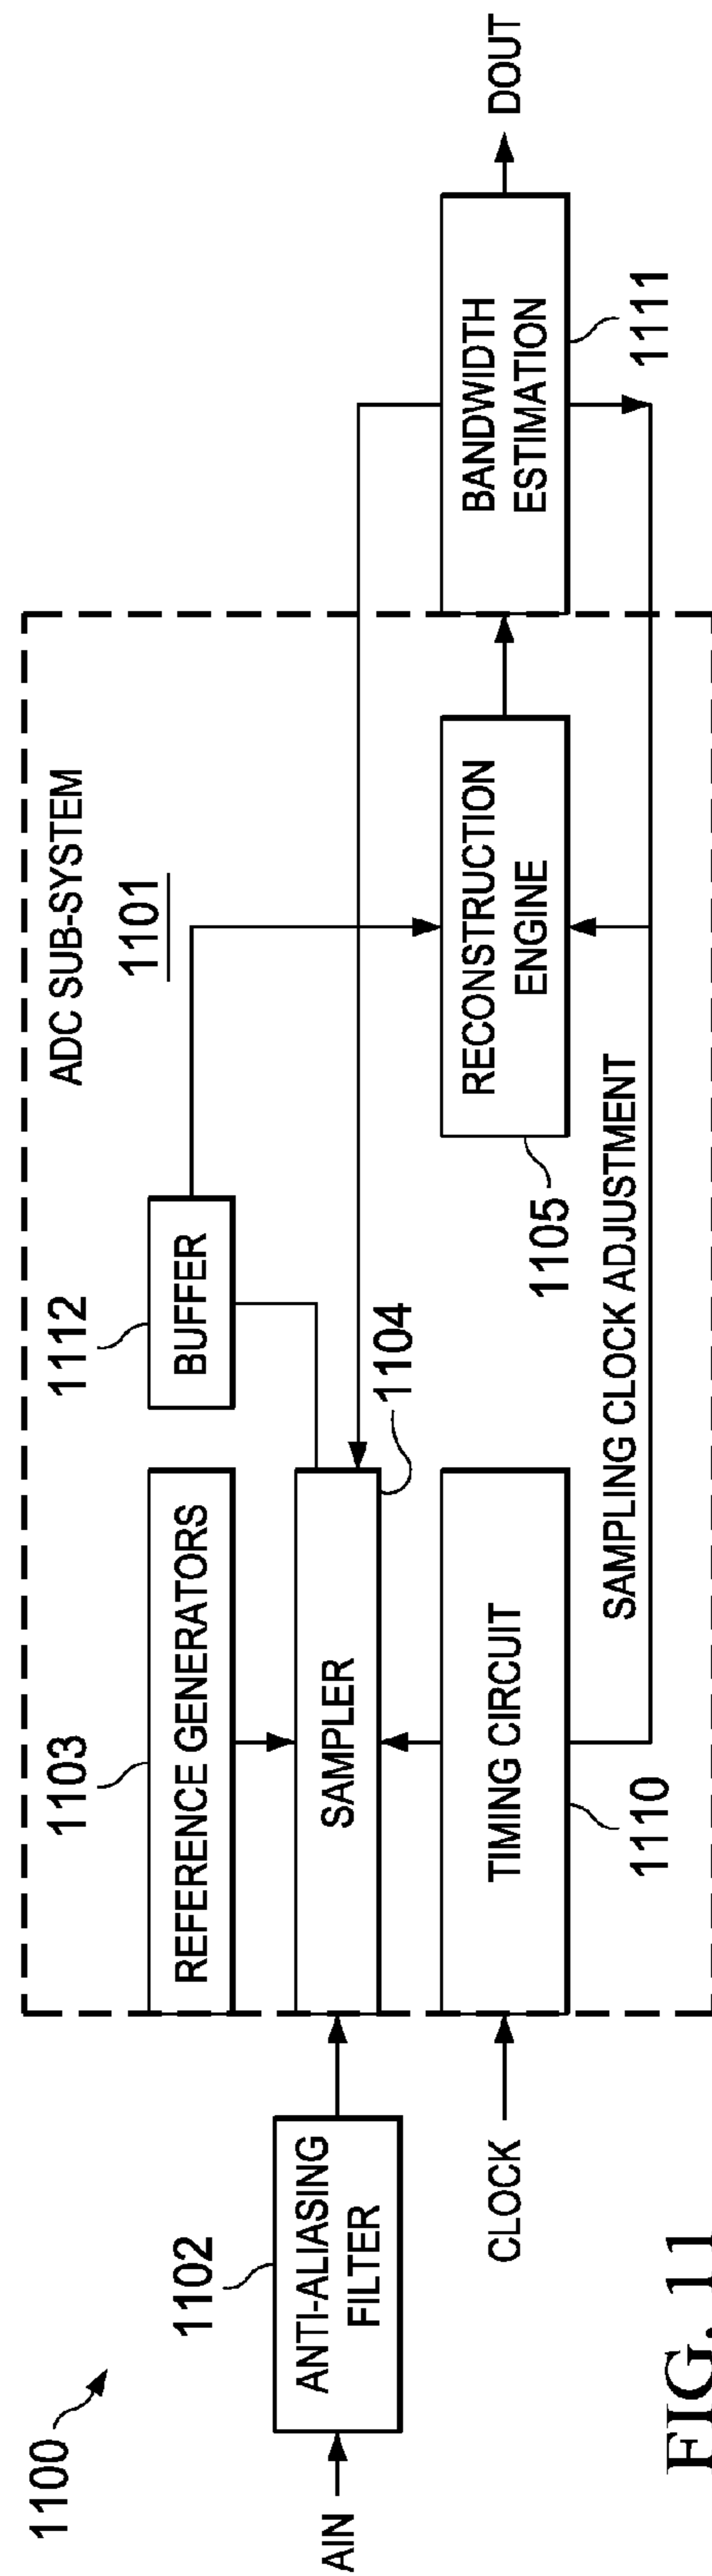 1100
AIN
1102
ANTI-ALIASING
FILTER
CLOCK
ADC SUB-SYSTEM
1101
1103
REFERENCE GENERATORS
SAMPLER
1104
TIMING CIRCUIT
1110
1112
BUFFER
RECONSTRUCTION
ENGINE
1105
SAMPLING CLOCK ADJUSTMENT
BANDWIDTH
ESTIMATION
1111
DOUT
FIG. 11